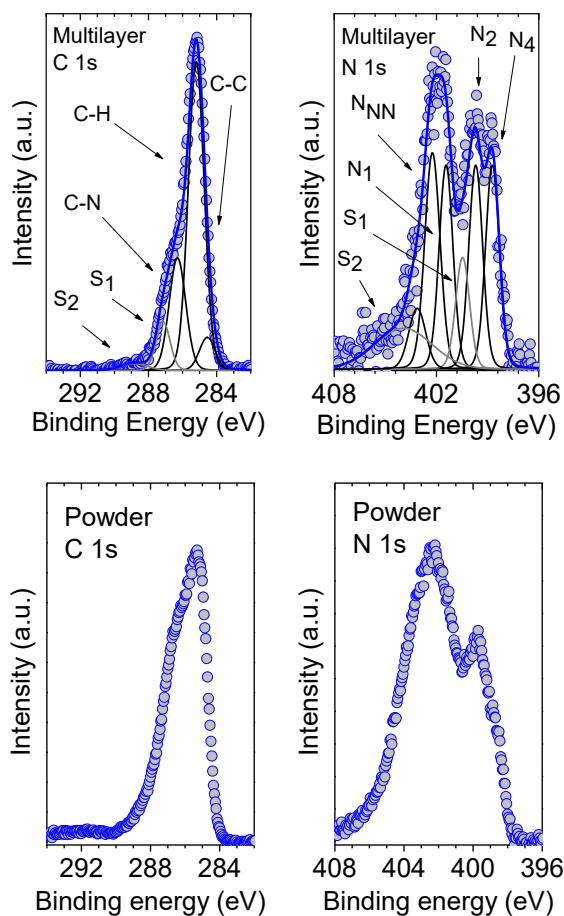 Multilayer
C 1s
C-C
C-H
C-N
S1
S2
Intensity (a.u.)
292 288 284
Binding Energy (eV)
Multilayer
N 1s
N2
N4
NNN
N1
S1
S2
Intensity (a.u.)
408 402 396
Binding Energy (eV)
Powder
C 1s
Intensity (a.u.)
292 288 284
Binding energy (eV)
Powder
N 1s
Intensity (a.u.)
408 404 400 396
Binding energy (eV)